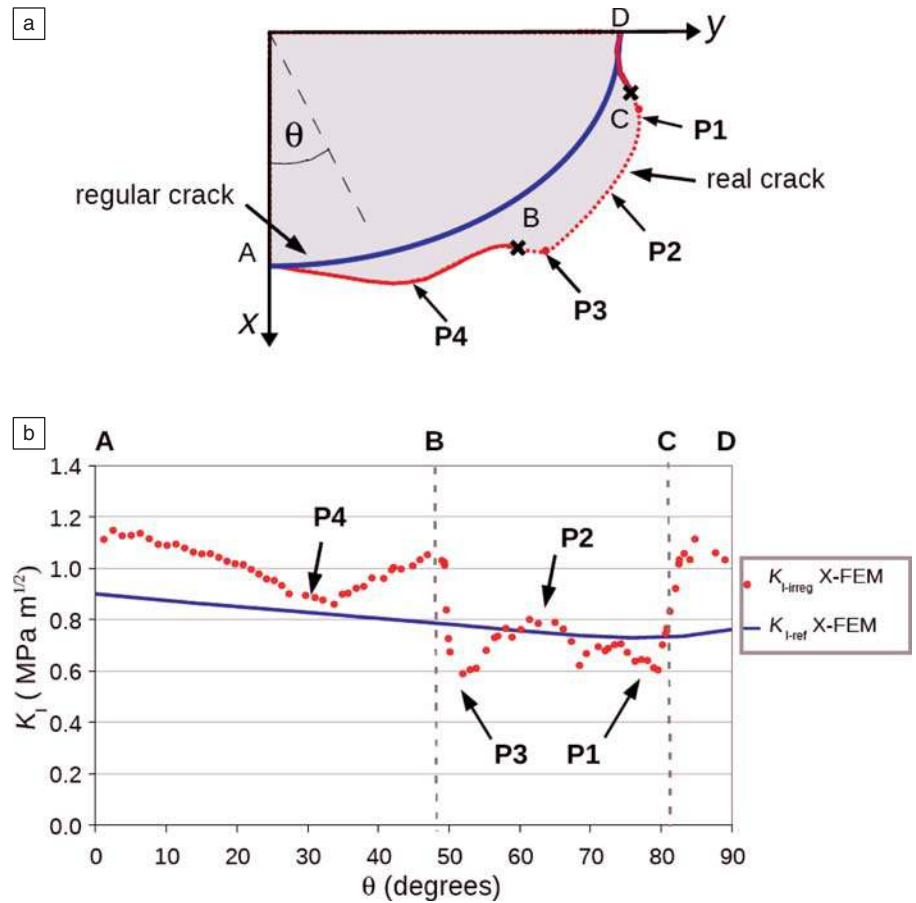 a
D
y
θ
C
P1
real crack
regular crack
B
P2
A
P3
x
P4
b
A B C D
1.4
1.2
1.0
0.8
0.6
0.4
0.2
0.0
K_I ( MPa m^1/2)
P4
P2
P3
P1
0 10 20 30 40 50 60 70 80 90
θ (degrees)
K_I-irreg X-FEM
K_I-ref X-FEM